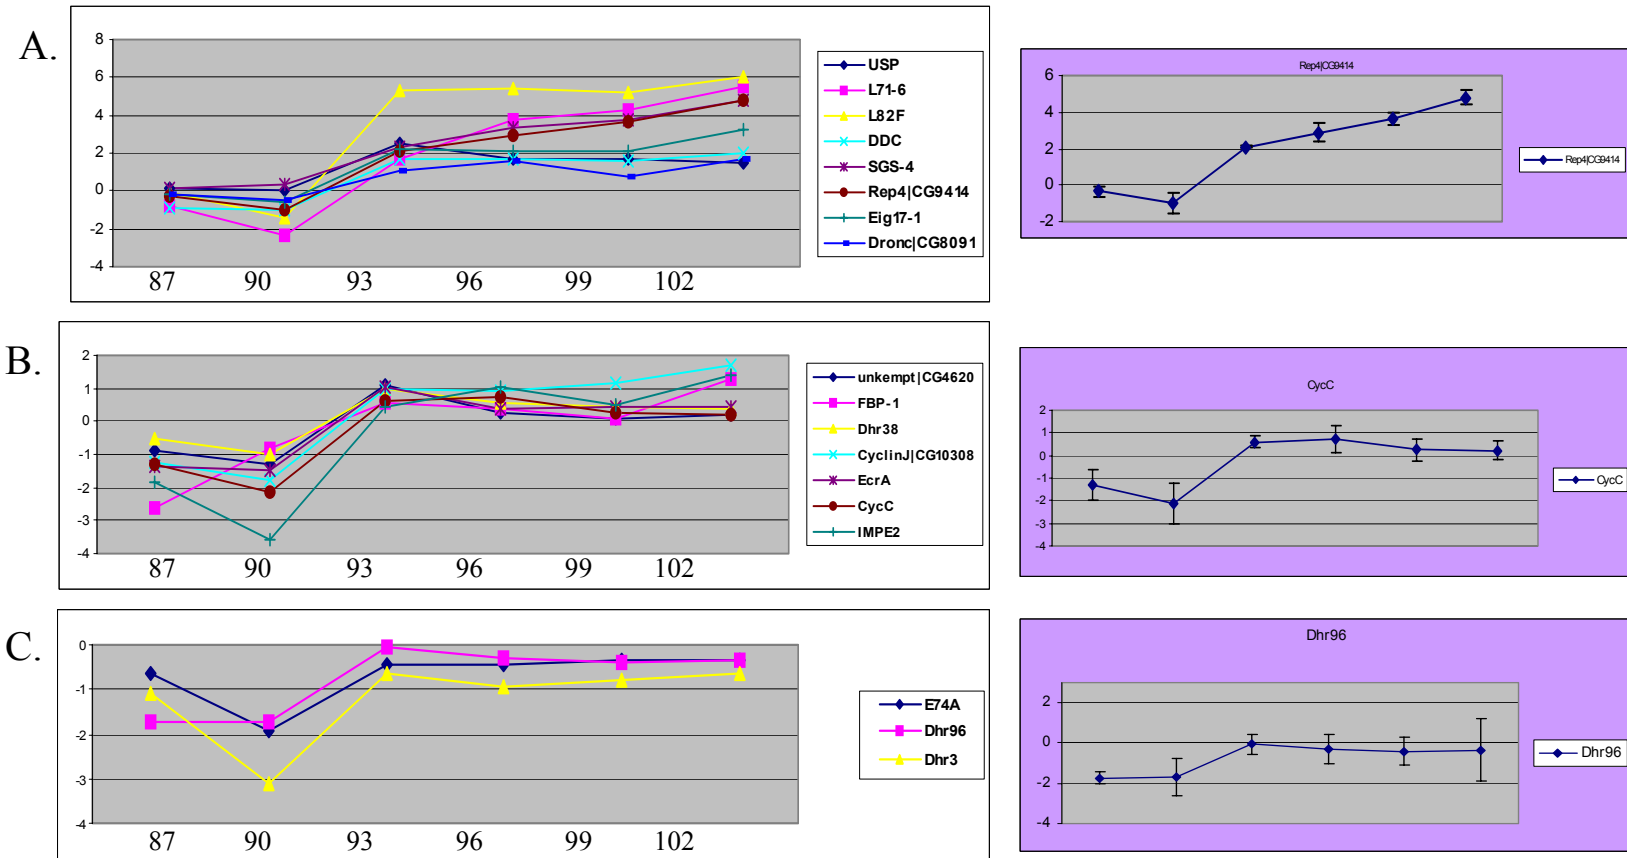 A.
8
6
4
2
0
-2
-4
87 90 93 96 99 102
USP
L71-6
L82F
DDC
SGS-4
Rep4|CG9414
Eig17-1
Dronc|CG8091
Rep4|CG9414
6
4
2
0
-2
Rep4|CG9414
B.
2
1
0
-1
-2
-3
-4
87 90 93 96 99 102
unkempt|CG4620
FBP-1
Dhr38
CyclinJ|CG10308
EcrA
CycC
IMPE2
CycC
2
1
0
-1
-2
-3
-4
CycC
C.
0
-1
-2
-3
-4
87 90 93 96 99 102
E74A
Dhr96
Dhr3
Dhr96
2
0
-2
-4
Dhr96